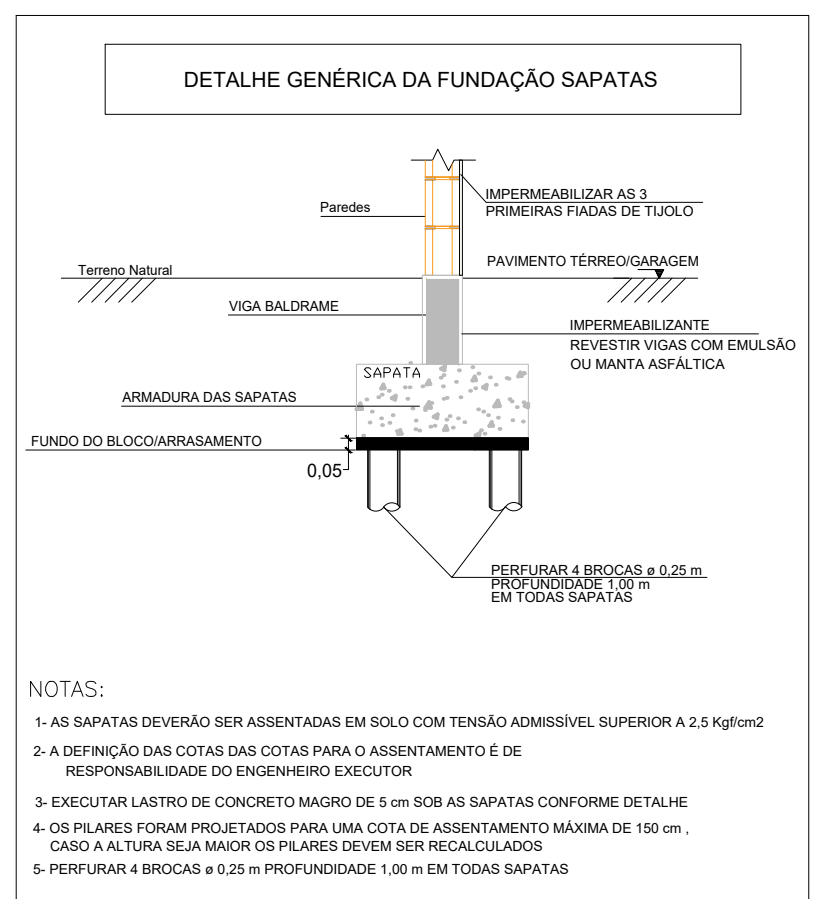 DETALHE GENÉRICA DA FUNDAÇÃO SAPATAS
IMPERMEABILIZAR AS 3
PRIMEIRAS FIADAS DE TIJOLO
Paredes
PAVIMENTO TÉRREO/GARAGEM
Terreno Natural
VIGA BALDRAME
IMPERMEABILIZANTE
REVESTIR VIGAS COM EMULSÃO
OU MANTA ASFÁLTICA
SAPATA
ARMADURA DAS SAPATAS
FUNDO DO BLOCO/ARRASAMENTO
0,05
PERFURAR 4 BROCAS ø 0,25 m
PROFUNDIDADE 1,00 m
EM TODAS SAPATAS
NOTAS:
1- AS SAPATAS DEVERÃO SER ASSENTADAS EM SOLO COM TENSÃO ADMISSÍVEL SUPERIOR A 2,5 Kgf/cm2
2- A DEFINIÇÃO DAS COTAS DAS COTAS PARA O ASSENTAMENTO É DE
RESPONSABILIDADE DO ENGENHEIRO EXECUTOR
3- EXECUTAR LASTRO DE CONCRETO MAGRO DE 5 cm SOB AS SAPATAS CONFORME DETALHE
4- OS PILARES FORAM PROJETADOS PARA UMA COTA DE ASSENTAMENTO MÁXIMA DE 150 cm ,
CASO A ALTURA SEJA MAIOR OS PILARES DEVEM SER RECALCULADOS
5- PERFURAR 4 BROCAS ø 0,25 m PROFUNDIDADE 1,00 m EM TODAS SAPATAS